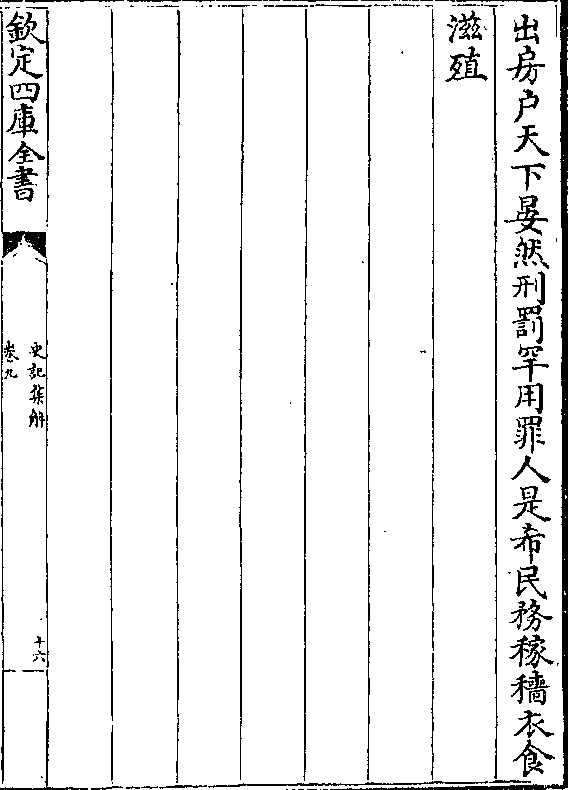 出房户天下晏然刑罰罕用罪人是希民務稼穡衣食
滋殖
欽定四庫全書
史記集解
卷九
十六